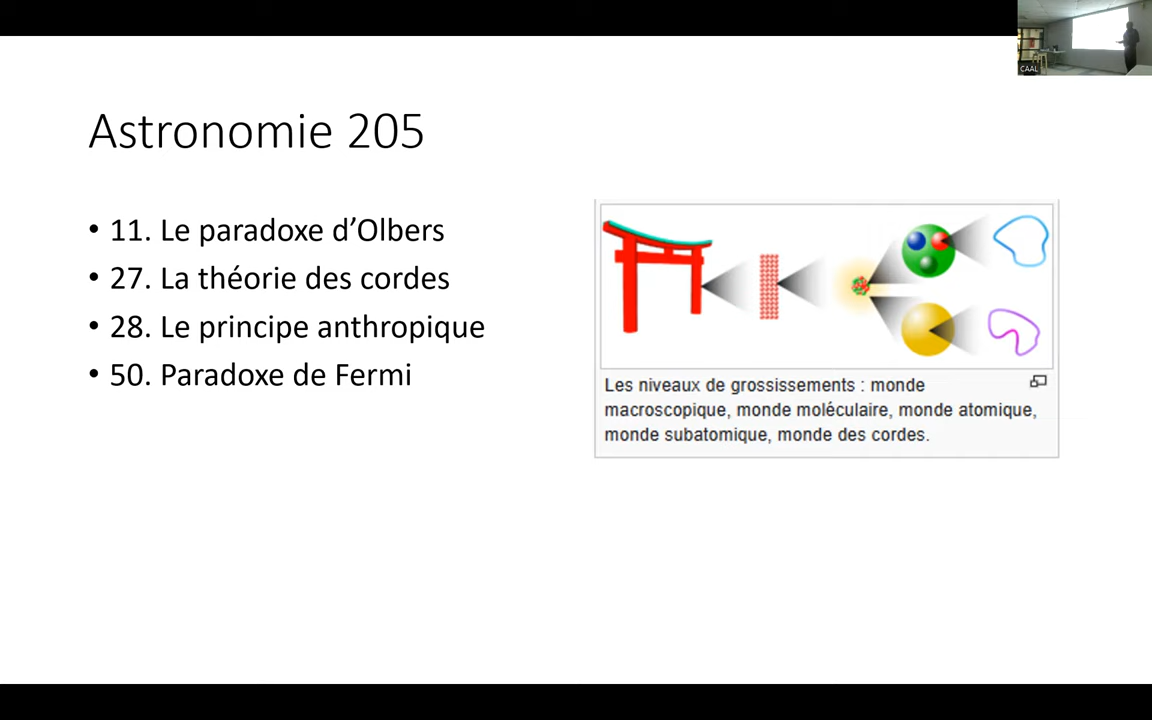 CAAL
Astronomie 205
• 11. Le paradoxe d’Olbers
• 27. La théorie des cordes
• 28. Le principe anthropique
• 50. Paradoxe de Fermi
Les niveaux de grossissements : monde
macroscopique, monde moléculaire, monde atomique,
monde subatomique, monde des cordes.